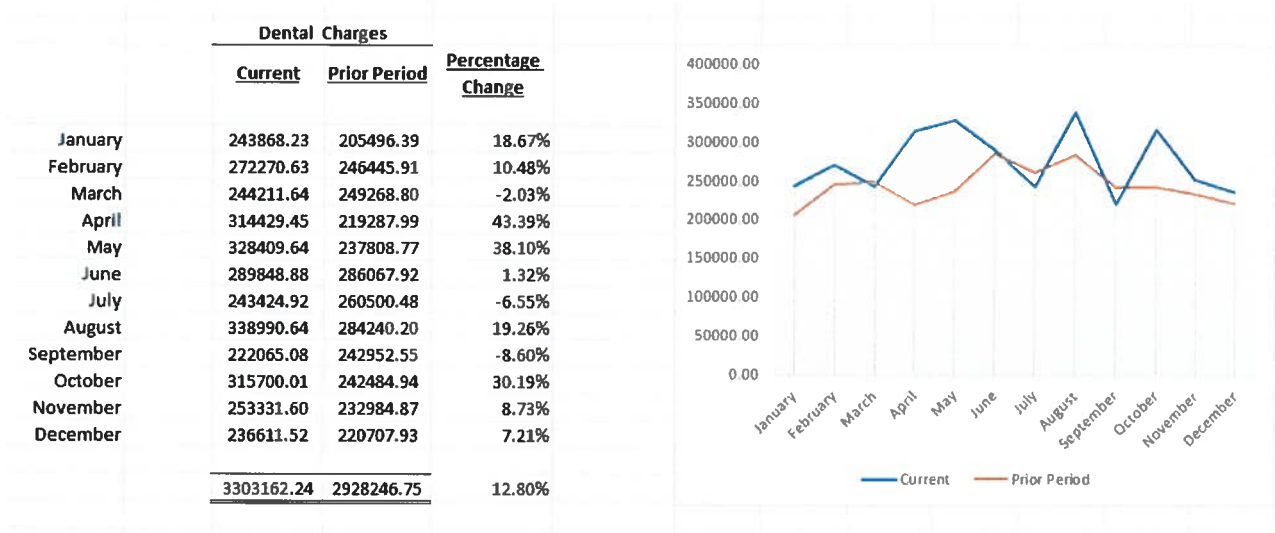 Dental Charges
Current Prior Period Percentage Change
January 243868.23 205496.39 18.67%
February 272270.63 246445.91 10.48%
March 244211.64 249268.80 -2.03%
April 314429.45 219287.99 43.39%
May 328409.64 237808.77 38.10%
June 289848.88 286067.92 1.32%
July 243424.92 260500.48 -6.55%
August 338990.64 284240.20 19.26%
September 222065.08 242952.55 -8.60%
October 315700.01 242484.94 30.19%
November 253331.60 232984.87 8.73%
December 236611.52 220707.93 7.21%
3303162.24 2928246.75 12.80%
400000.00
350000.00
300000.00
250000.00
200000.00
150000.00
100000.00
50000.00
0.00
January February March April May June July August September October November December
Current Prior Period